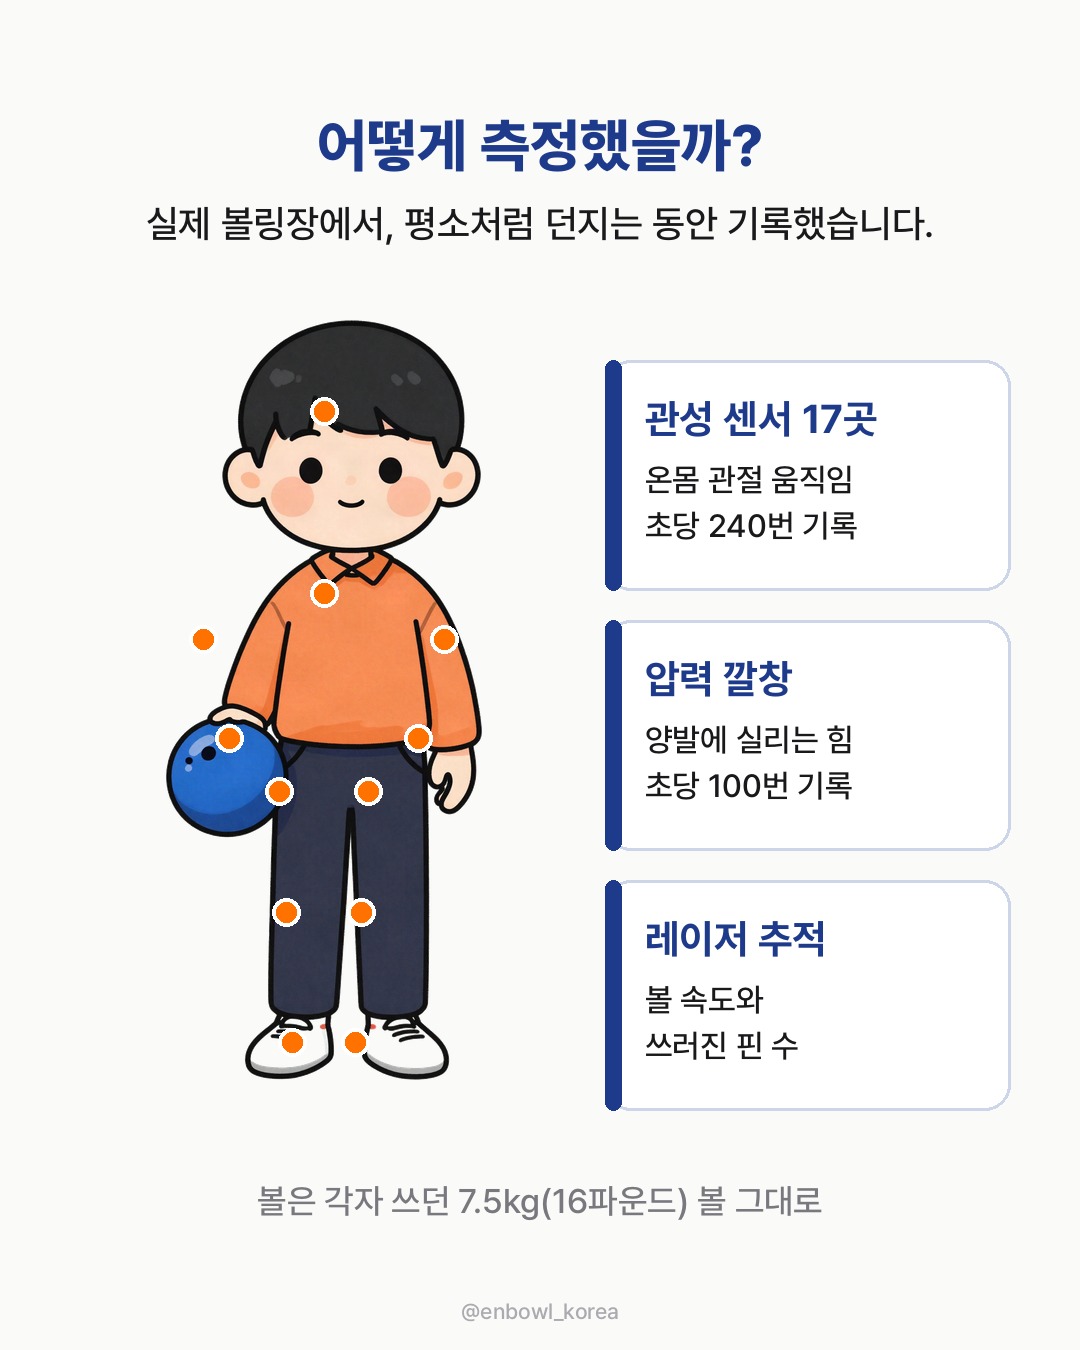 어떻게 측정했을까?
실제 볼링장에서, 평소처럼 던지는 동안 기록했습니다.
관성 센서 17곳
온몸 관절 움직임
초당 240번 기록
압력 깔창
양발에 실리는 힘
초당 100번 기록
레이저 추적
볼 속도와
쓰러진 핀 수
볼은 각자 쓰던 7.5kg(16파운드) 볼 그대로
@enbowl_korea